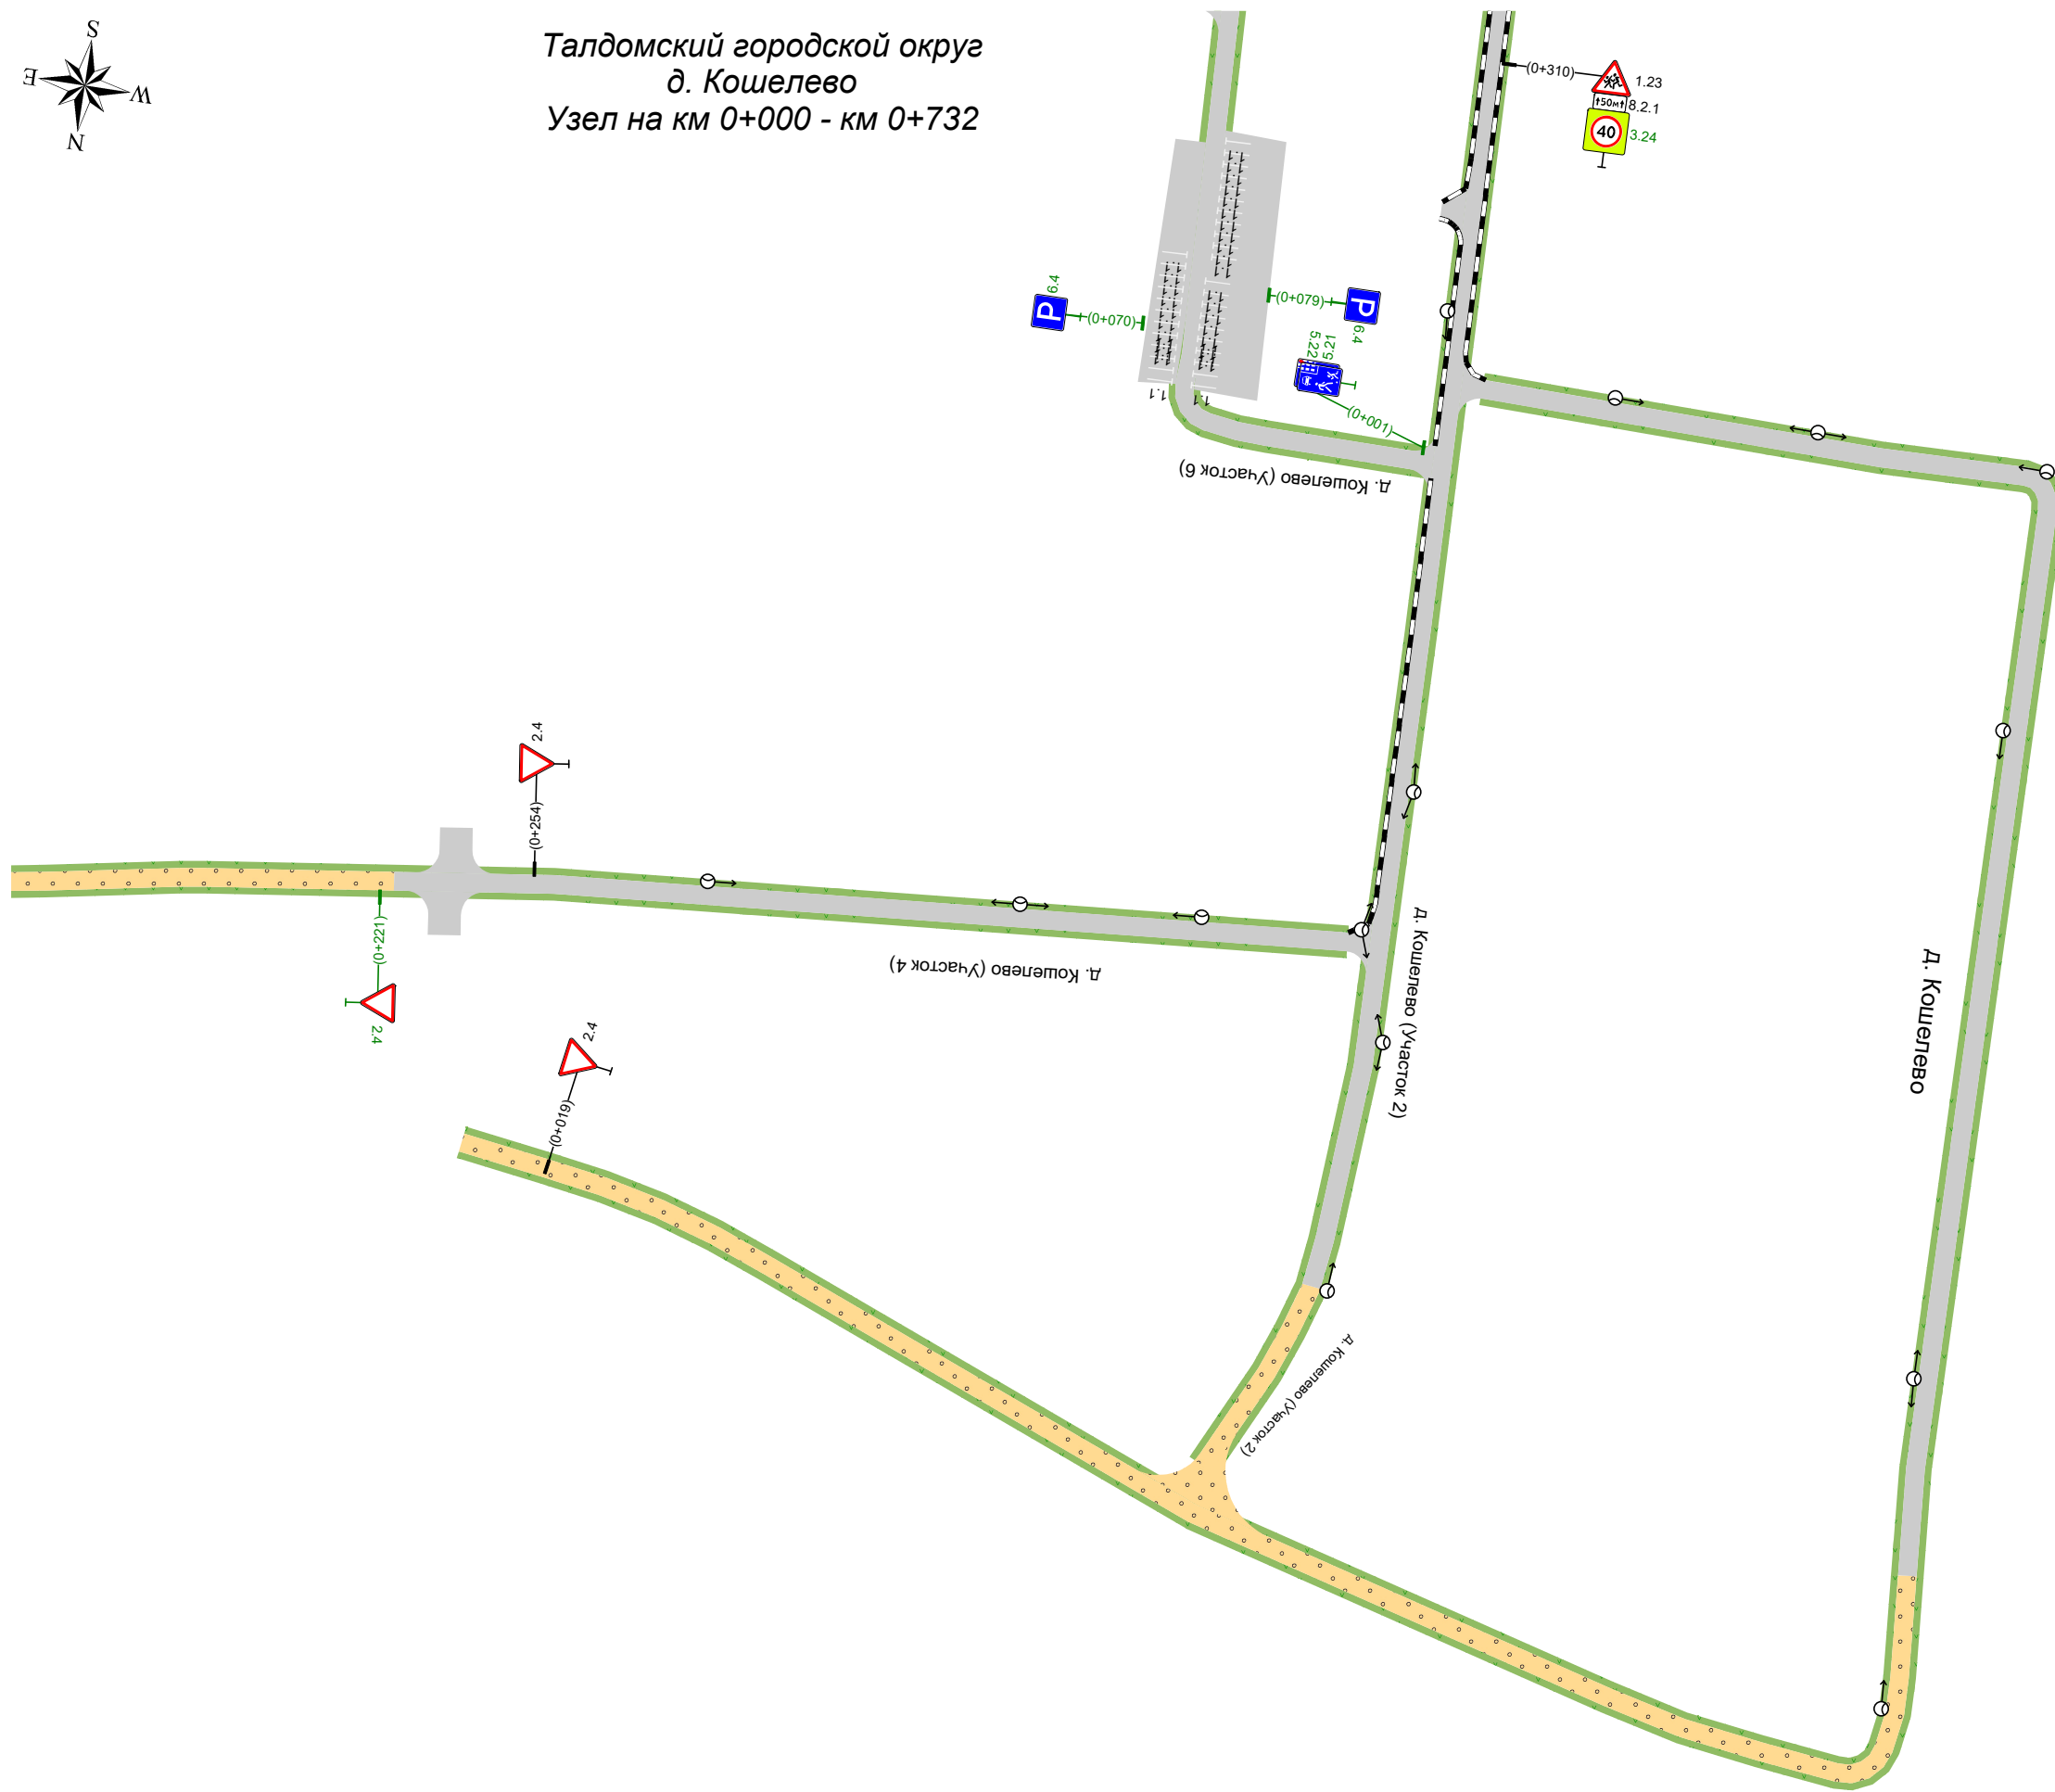 S
E
W
N
Талдомский городской округ
д. Кошелево
Узел на км 0+000 - км 0+732
(0+310)
1.23
↑50м↑
8.2.1
40
3.24
P
6.4
(0+070)
(0+079)
P
6.4
5.22
5.21
(0+001)
1.1
1.1
д. Кошелево (Участок 6)
2.4
(0+254)
(0+221)
2.4
д. Кошелево (Участок 4)
д. Кошелево (Участок 2)
д. Кошелево
2.4
(0+019)
д. Кошелево (Участок 2)